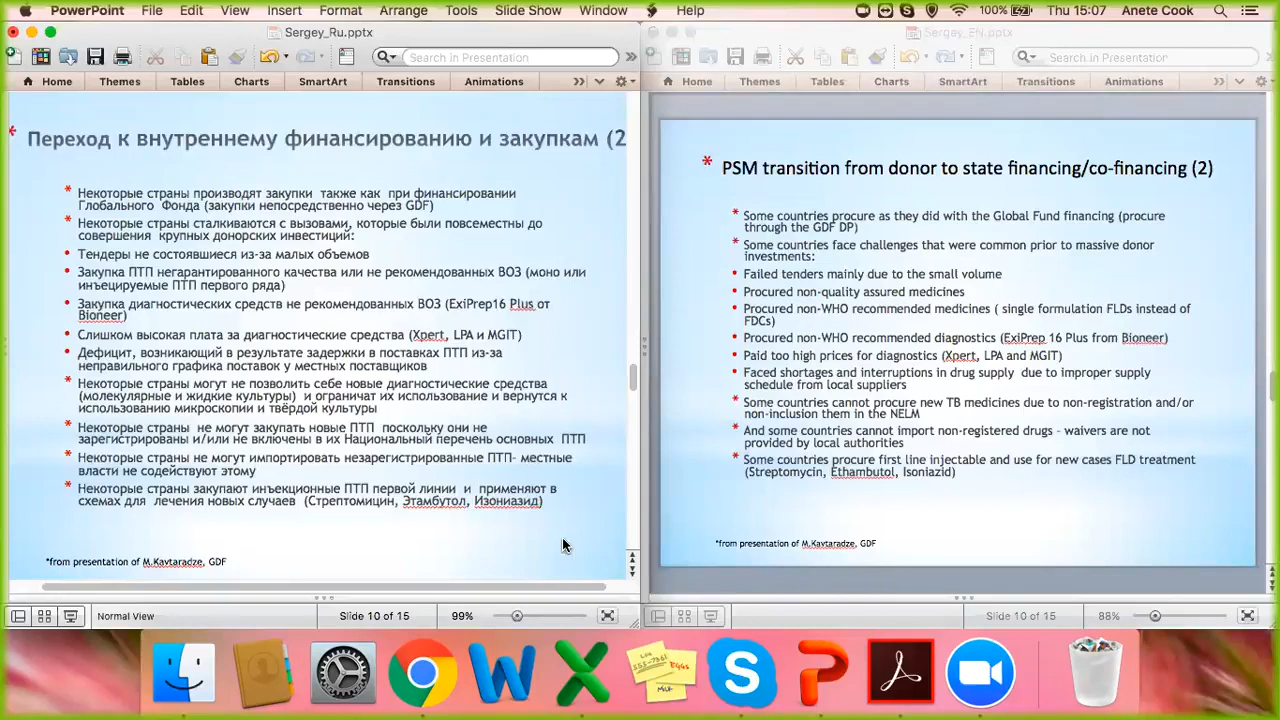 PowerPoint File Edit View Insert Format Arrange Tools Slide Show Window Help 100% Thu 15:07 Anete Cook
Sergey_Ru.pptx
Search in Presentation
Home Themes Tables Charts SmartArt Transitions Animations
* Переход к внутреннему финансированию и закупкам (2
* Некоторые страны производят закупки также как при финансировании
Глобального Фонда (закупки непосредственно через GDF)
* Некоторые страны сталкиваются с вызовами, которые были повсеместны до
совершения крупных донорских инвестиций:
• Тендеры не состоявшиеся из-за малых объемов
• Закупка ПТП негарантированного качества или не рекомендованных ВОЗ (моно или
инъецируемые ПТП первого ряда)
• Закупка диагностических средств не рекомендованных ВОЗ (ExiPrep16 Plus от
Bioneer)
• Слишком высокая плата за диагностические средства (Xpert, LPA и MGIT)
• Дефицит, возникающий в результате задержки в поставках ПТП из-за
неправильного графика поставок у местных поставщиков
* Некоторые страны могут не позволить себе новые диагностические средства
(молекулярные и жидкие культуры) и ограничат их использование и вернутся к
использованию микроскопии и твёрдой культуры
* Некоторые страны не могут закупать новые ПТП поскольку они не
зарегистрированы и/или не включены в их Национальный перечень основных ПТП
* Некоторые страны не могут импортировать незарегистрированные ПТП- местные
власти не содействуют этому
* Некоторые страны закупают инъекционные ПТП первой линии и применяют в
схемах для лечения новых случаев (Стрептомицин, Этамбутол, Изониазид)
*from presentation of M.Kavtaradze, GDF
Normal View Slide 10 of 15 99%
Sergey_EN.pptx
Search in Presentation
Home Themes Tables Charts SmartArt Transitions Animations
* PSM transition from donor to state financing/co-financing (2)
* Some countries procure as they did with the Global Fund financing (procure
through the GDF DP)
* Some countries face challenges that were common prior to massive donor
investments:
• Failed tenders mainly due to the small volume
• Procured non-quality assured medicines
• Procured non-WHO recommended medicines ( single formulation FLDs instead of
FDCs)
• Procured non-WHO recommended diagnostics (ExiPrep 16 Plus from Bioneer)
• Paid too high prices for diagnostics (Xpert, LPA and MGIT)
• Faced shortages and interruptions in drug supply due to improper supply
schedule from local suppliers
* Some countries cannot procure new TB medicines due to non-registration and/or
non-inclusion them in the NELM
* And some countries cannot import non-registered drugs - waivers are not
provided by local authorities
* Some countries procure first line injectable and use for new cases FLD treatment
(Streptomycin, Ethambutol, Isoniazid)
*from presentation of M.Kavtaradze, GDF
Slide 10 of 15 88%